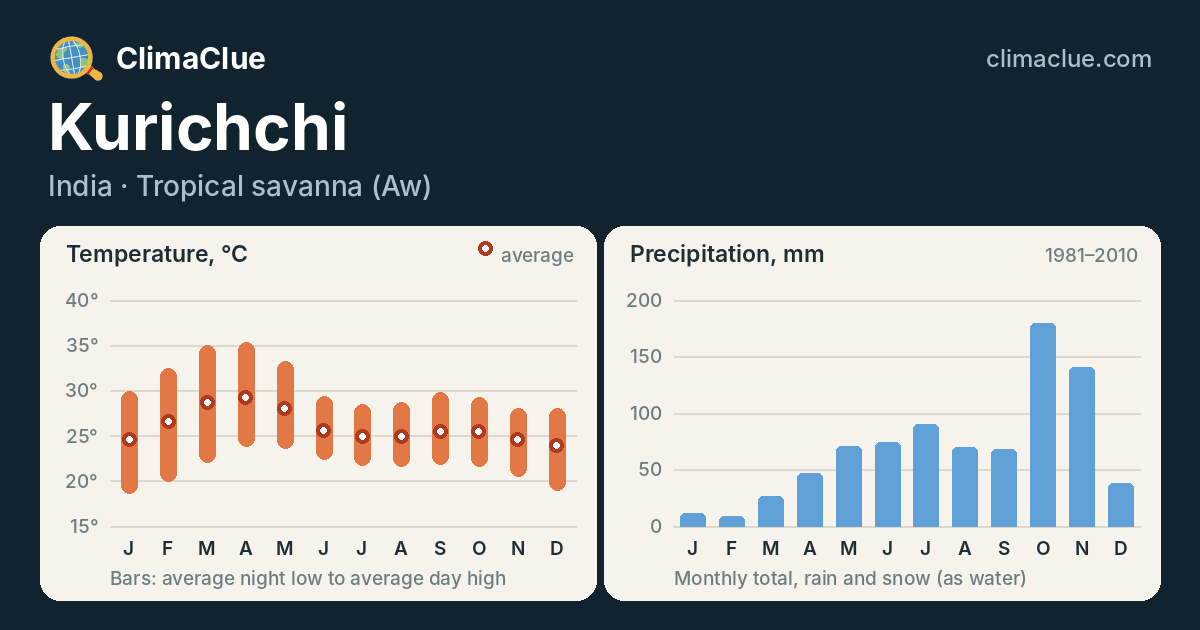 ClimaClue
climaclue.com
Kurichchi
India · Tropical savanna (Aw)
Temperature, °C
average
40°
35°
30°
25°
20°
15°
J F M A M J J A S O N D
Bars: average night low to average day high
Precipitation, mm
1981–2010
200
150
100
50
0
J F M A M J J A S O N D
Monthly total, rain and snow (as water)